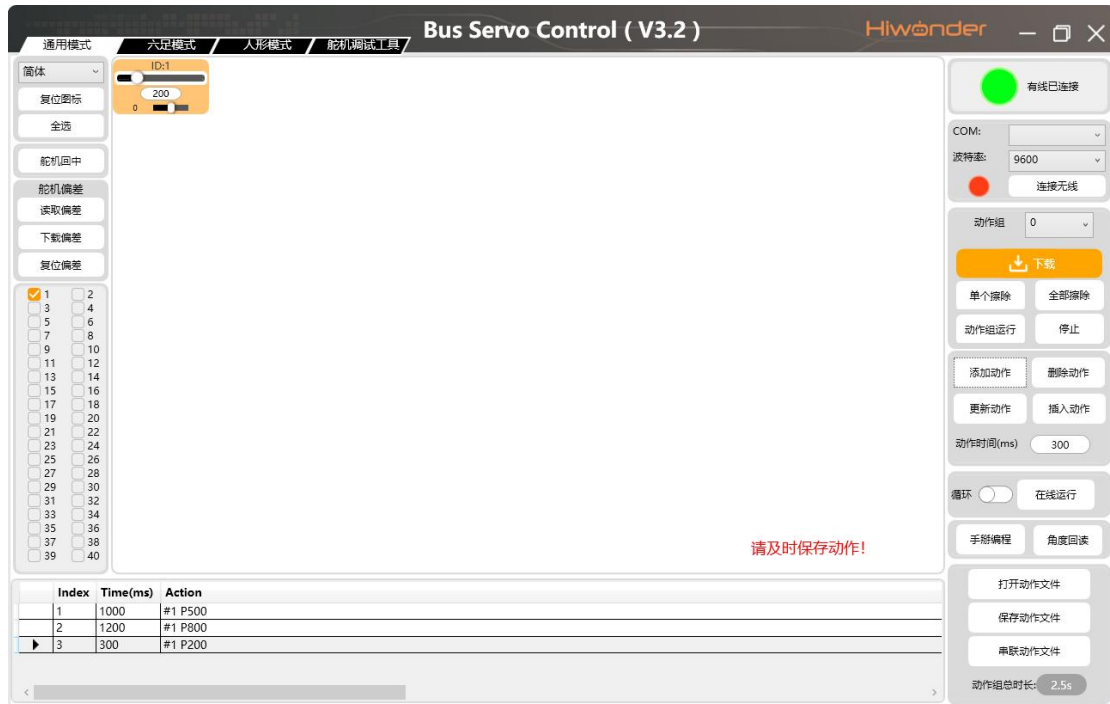 Bus Servo Control ( V3.2 )
Hiwonder
通用模式
六足模式
人形模式
舵机调试工具
简体
复位图标
全选
舵机回中
舵机偏差
读取偏差
下载偏差
复位偏差
1 2
3 4
5 6
7 8
9 10
11 12
13 14
15 16
17 18
19 20
21 22
23 24
25 26
27 28
29 30
31 32
33 34
35 36
37 38
39 40
ID:1
200
0
请及时保存动作!
有线已连接
COM:
波特率: 9600
连接无线
动作组 0
下载
单个擦除 全部擦除
动作组运行 停止
添加动作 删除动作
更新动作 插入动作
动作时间(ms) 300
循环 在线运行
手掰编程 角度回读
打开动作文件
保存动作文件
串联动作文件
动作组总时长: 2.5s
Index Time(ms) Action
1 1000 #1 P500
2 1200 #1 P800
3 300 #1 P200